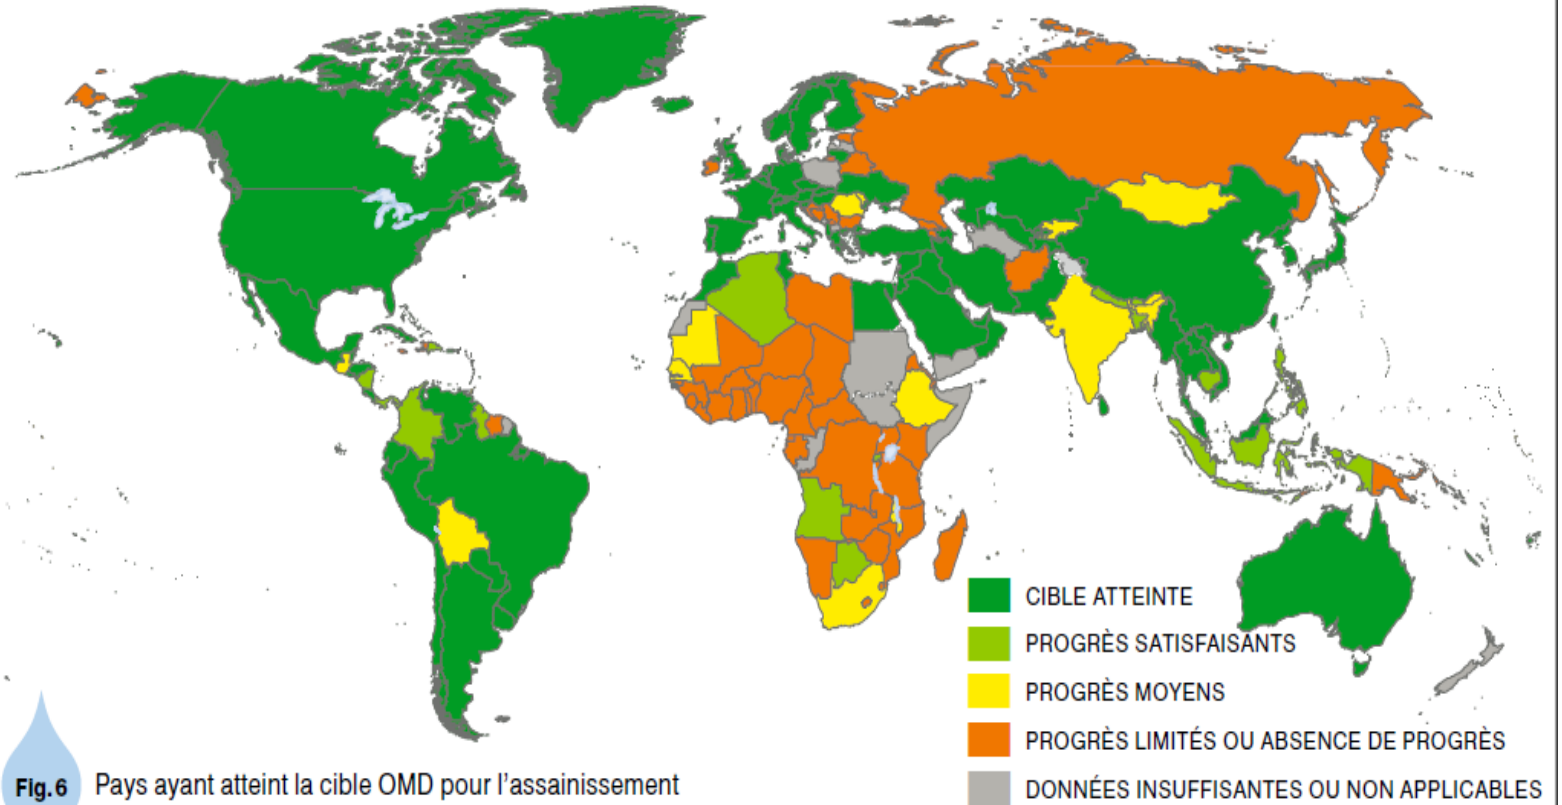 CIBLE ATTEINTE
PROGRÈS SATISFAISANTS
PROGRÈS MOYENS
PROGRÈS LIMITÉS OU ABSENCE DE PROGRÈS
DONNÉES INSUFFISANTES OU NON APPLICABLES
Fig. 6 Pays ayant atteint la cible OMD pour l’assainissement